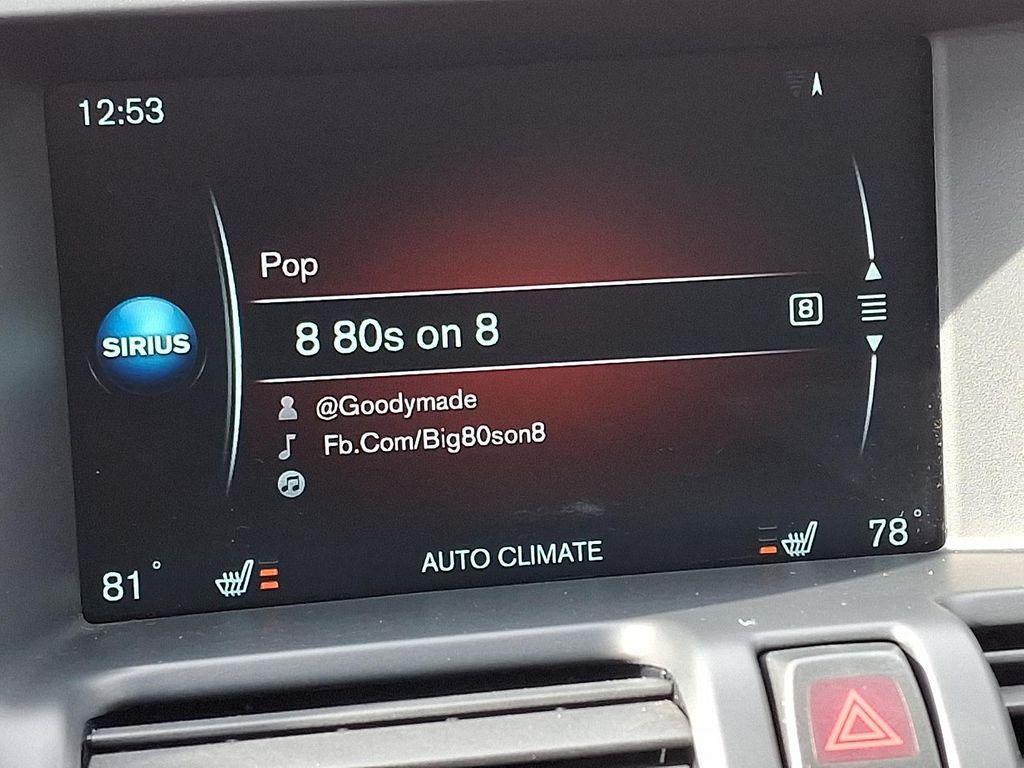 12:53
Pop
SIRIUS
8 80s on 8
8
@Goodymade
Fb.Com/Big80son8
81°
AUTO CLIMATE
78°